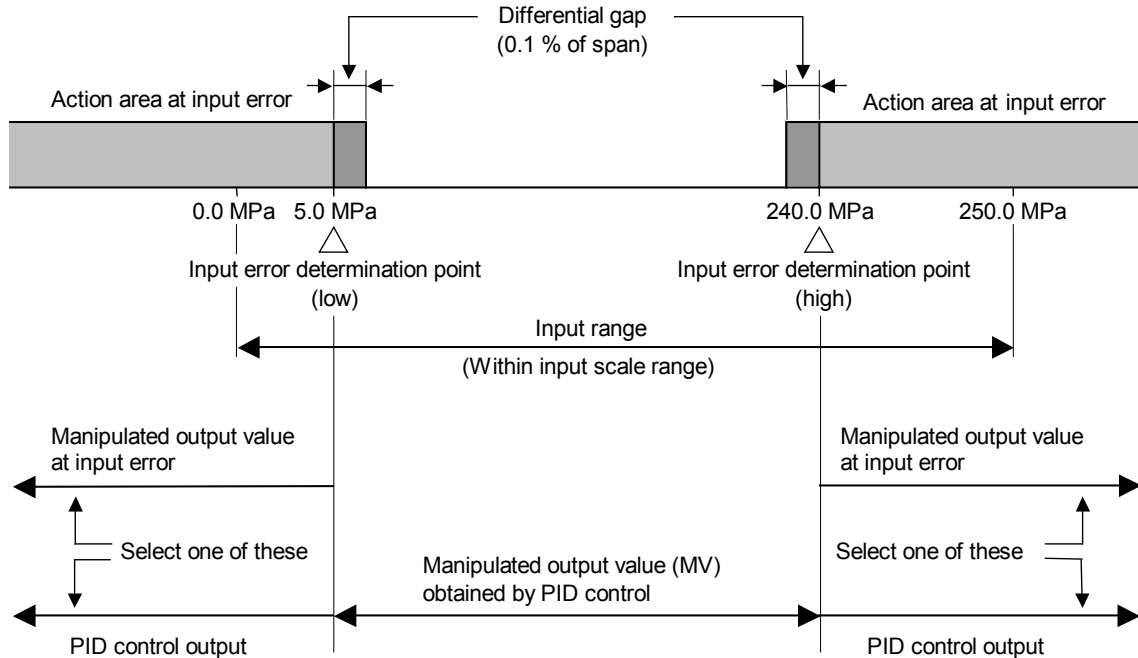 Differential gap
(0.1 % of span)
Action area at input error
Action area at input error
0.0 MPa
5.0 MPa
240.0 MPa
250.0 MPa
Input error determination point
(low)
Input error determination point
(high)
Input range
(Within input scale range)
Manipulated output value
at input error
Manipulated output value
at input error
Select one of these
Select one of these
Manipulated output value (MV)
obtained by PID control
PID control output
PID control output